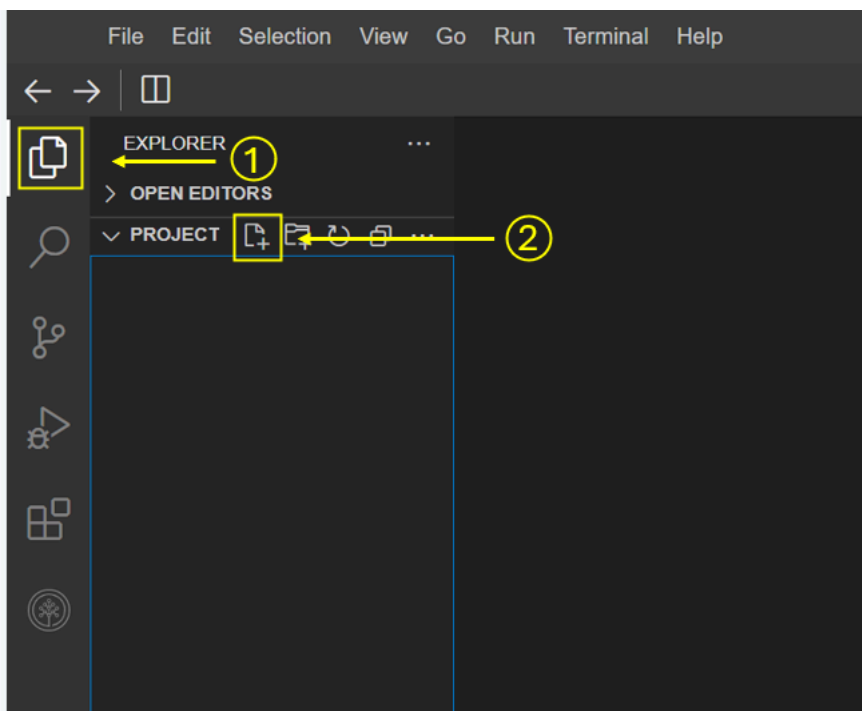 File Edit Selection View Go Run Terminal Help
EXPLORER
1
OPEN EDITORS
PROJECT
2